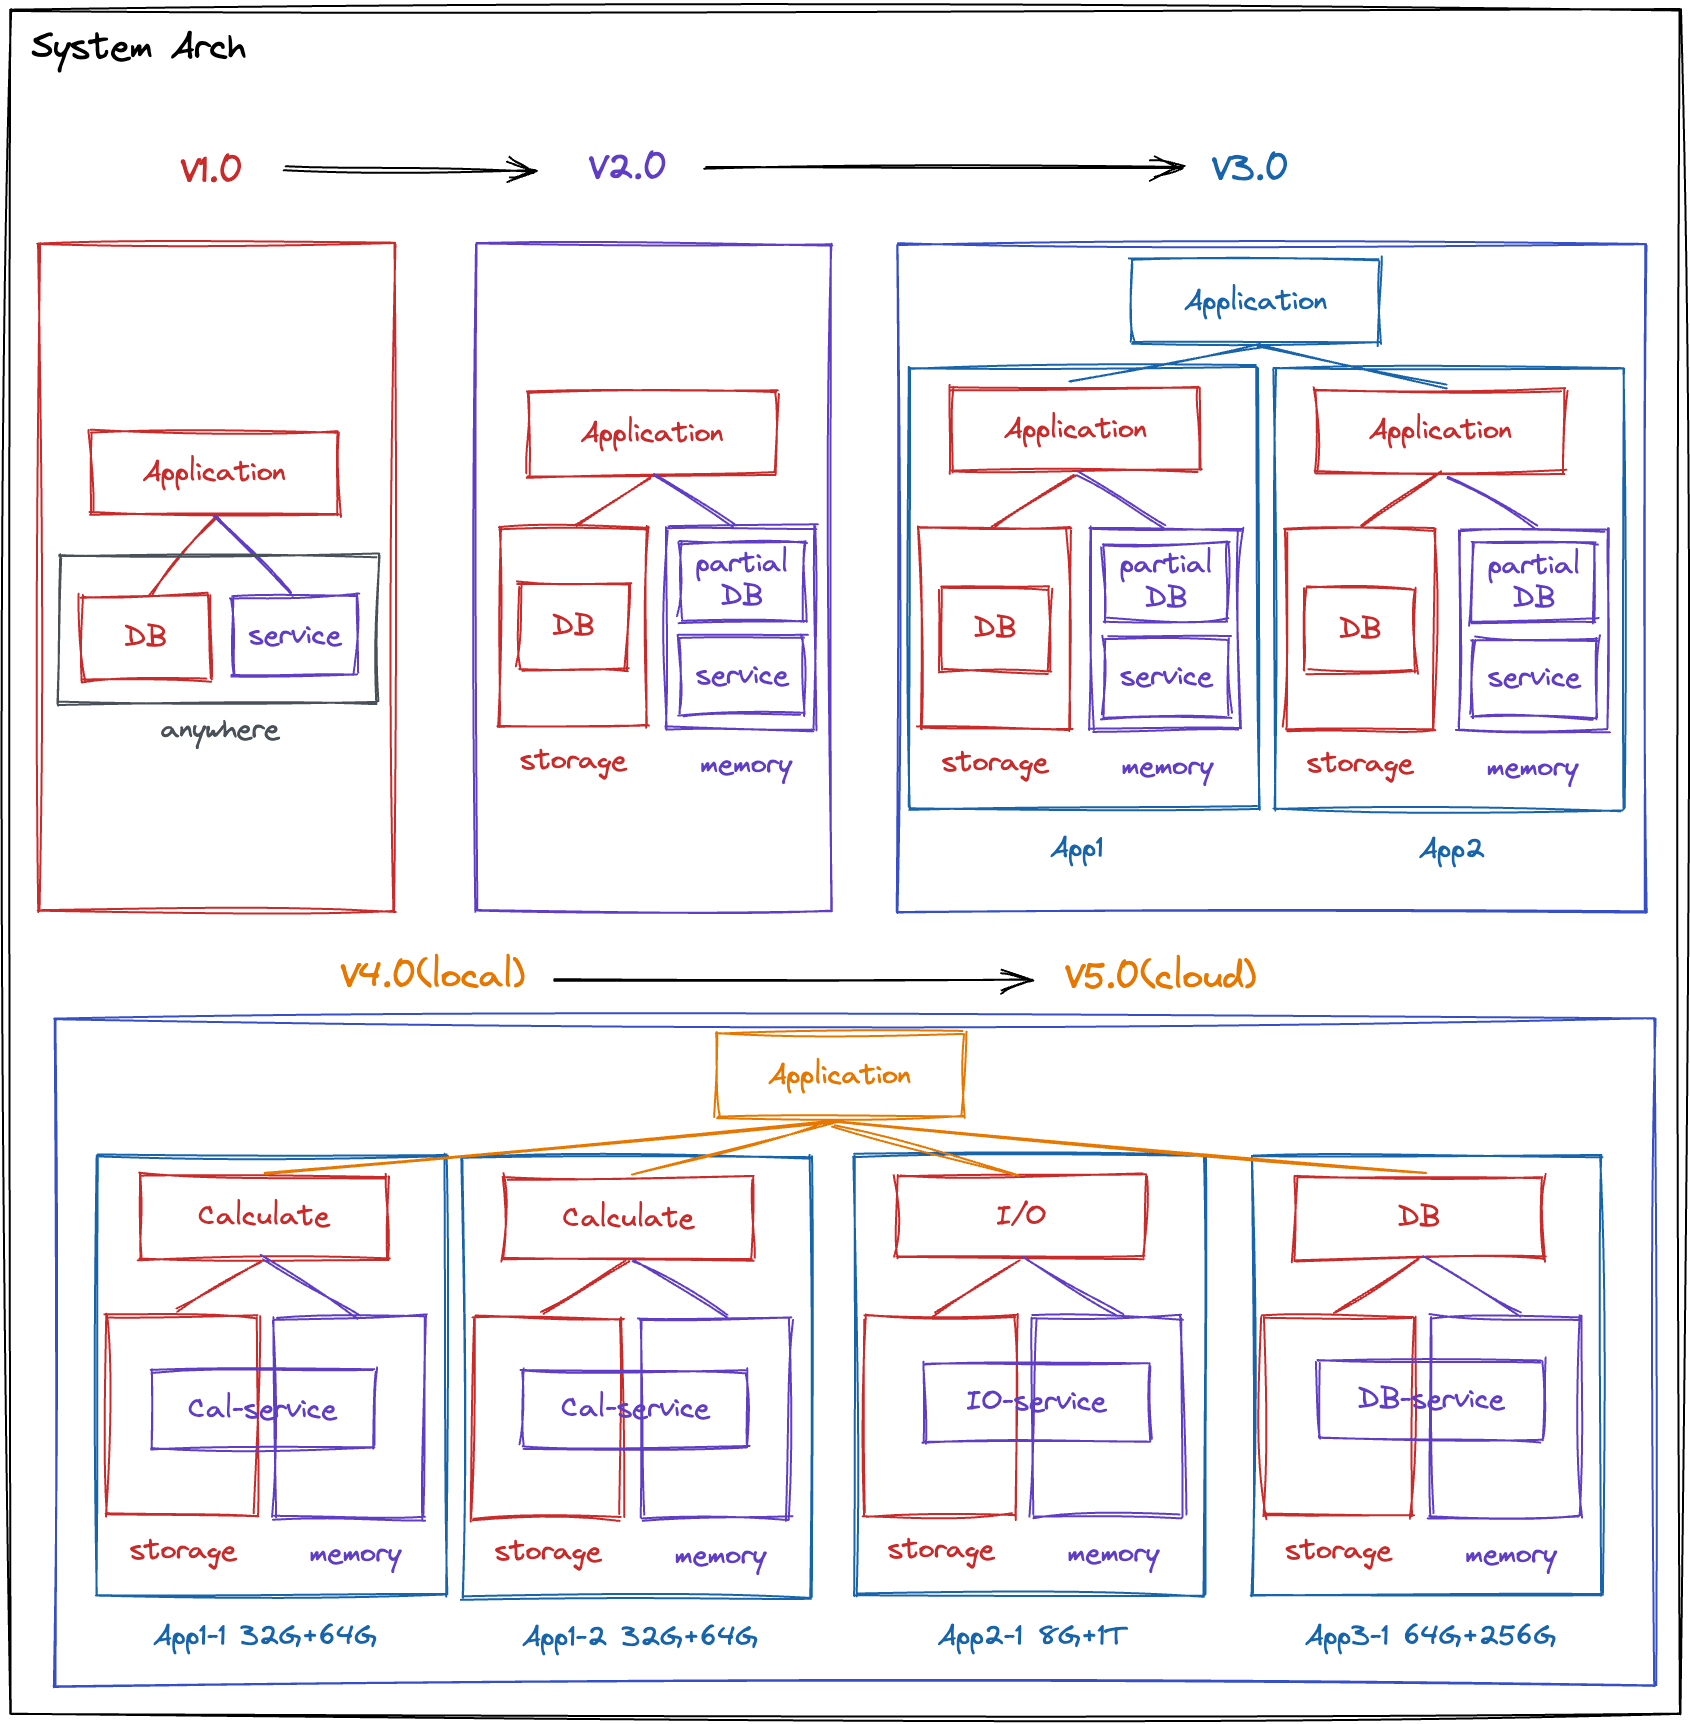 System Arch
v1.0
v2.0
v3.0
Application
DB
service
anywhere
Application
DB
partial
DB
service
storage
memory
Application
Application
DB
partial
DB
service
storage
memory
App1
Application
DB
partial
DB
service
storage
memory
App2
v4.0(local)
v5.0(cloud)
Application
Calculate
Cal-service
storage
memory
App1-1 32G+64G
Calculate
Cal-service
storage
memory
App1-2 32G+64G
I/O
IO-service
storage
memory
App2-1 8G+1T
DB
DB-service
storage
memory
App3-1 64G+256G